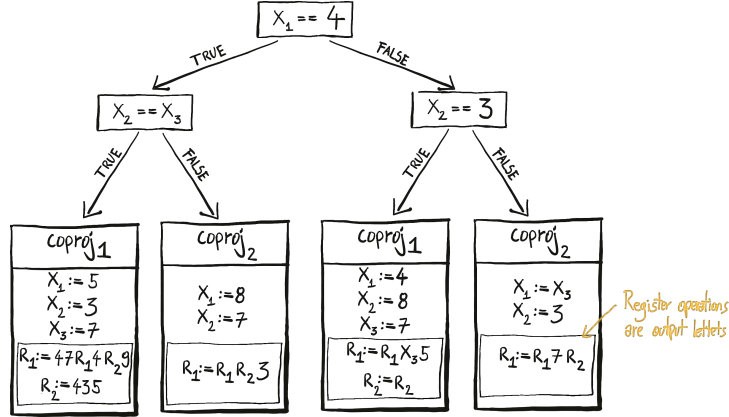 X₁ == 4
TRUE
FALSE
X₂ == X₃
X₂ == 3
TRUE
FALSE
TRUE
FALSE
coproj₁
X₁ := 5
X₂ := 3
X₃ := 7
R₁ := 47R₁4R₂9
R₂ := 435
coproj₂
X₁ := 8
X₂ := 7
R₁ := R₁R₂3
coproj₁
X₁ := 4
X₂ := 8
X₃ := 7
R₁ := R₁X₃5
R₂ := R₂
coproj₂
X₁ := X₃
X₂ := 3
R₁ := R₁7R₂
Register operations
are output letters